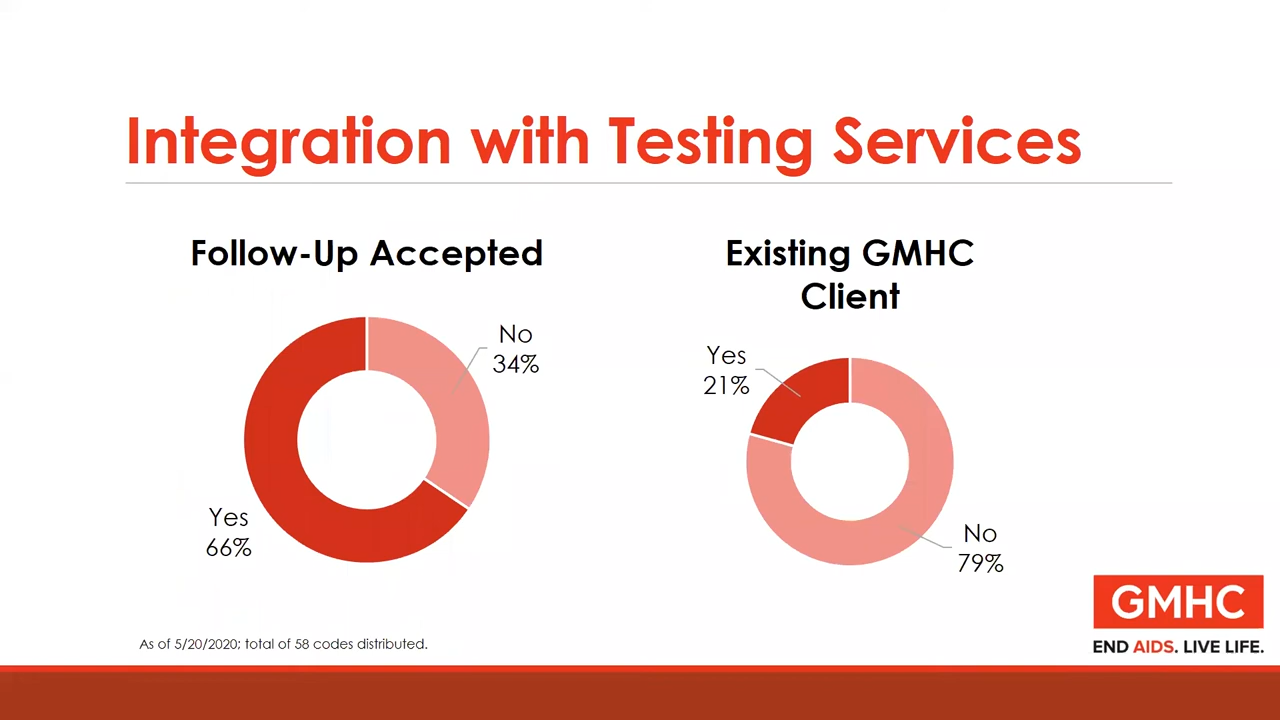 Integration with Testing Services
Follow-Up Accepted
No
34%
Yes
66%
Existing GMHC
Client
Yes
21%
No
79%
As of 5/20/2020; total of 58 codes distributed.
GMHC
END AIDS. LIVE LIFE.